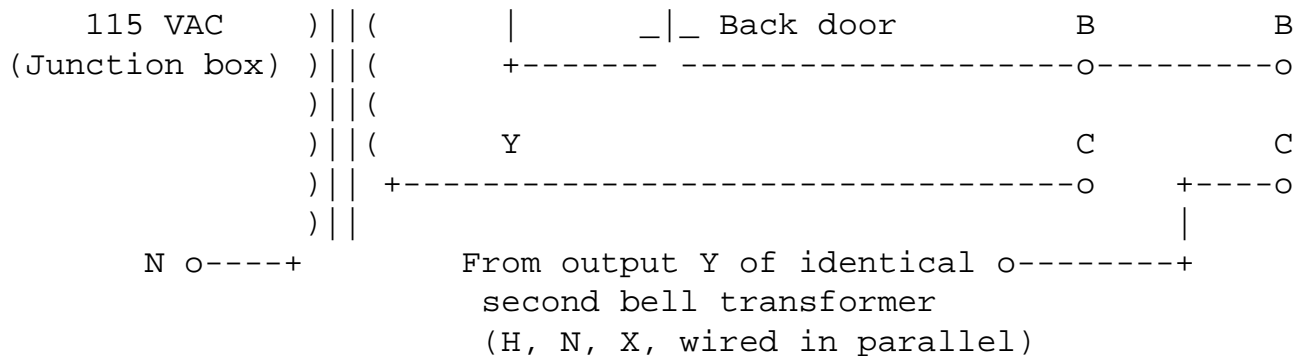 115 VAC )||( | _|_ Back door B B
(Junction box) )||( +------- --------------------o---------o
)||(
)||( Y C C
)|| +----------------------------------o +----o
)|| |
N o----+ From output Y of identical o--------+
second bell transformer
(H, N, X, wired in parallel)